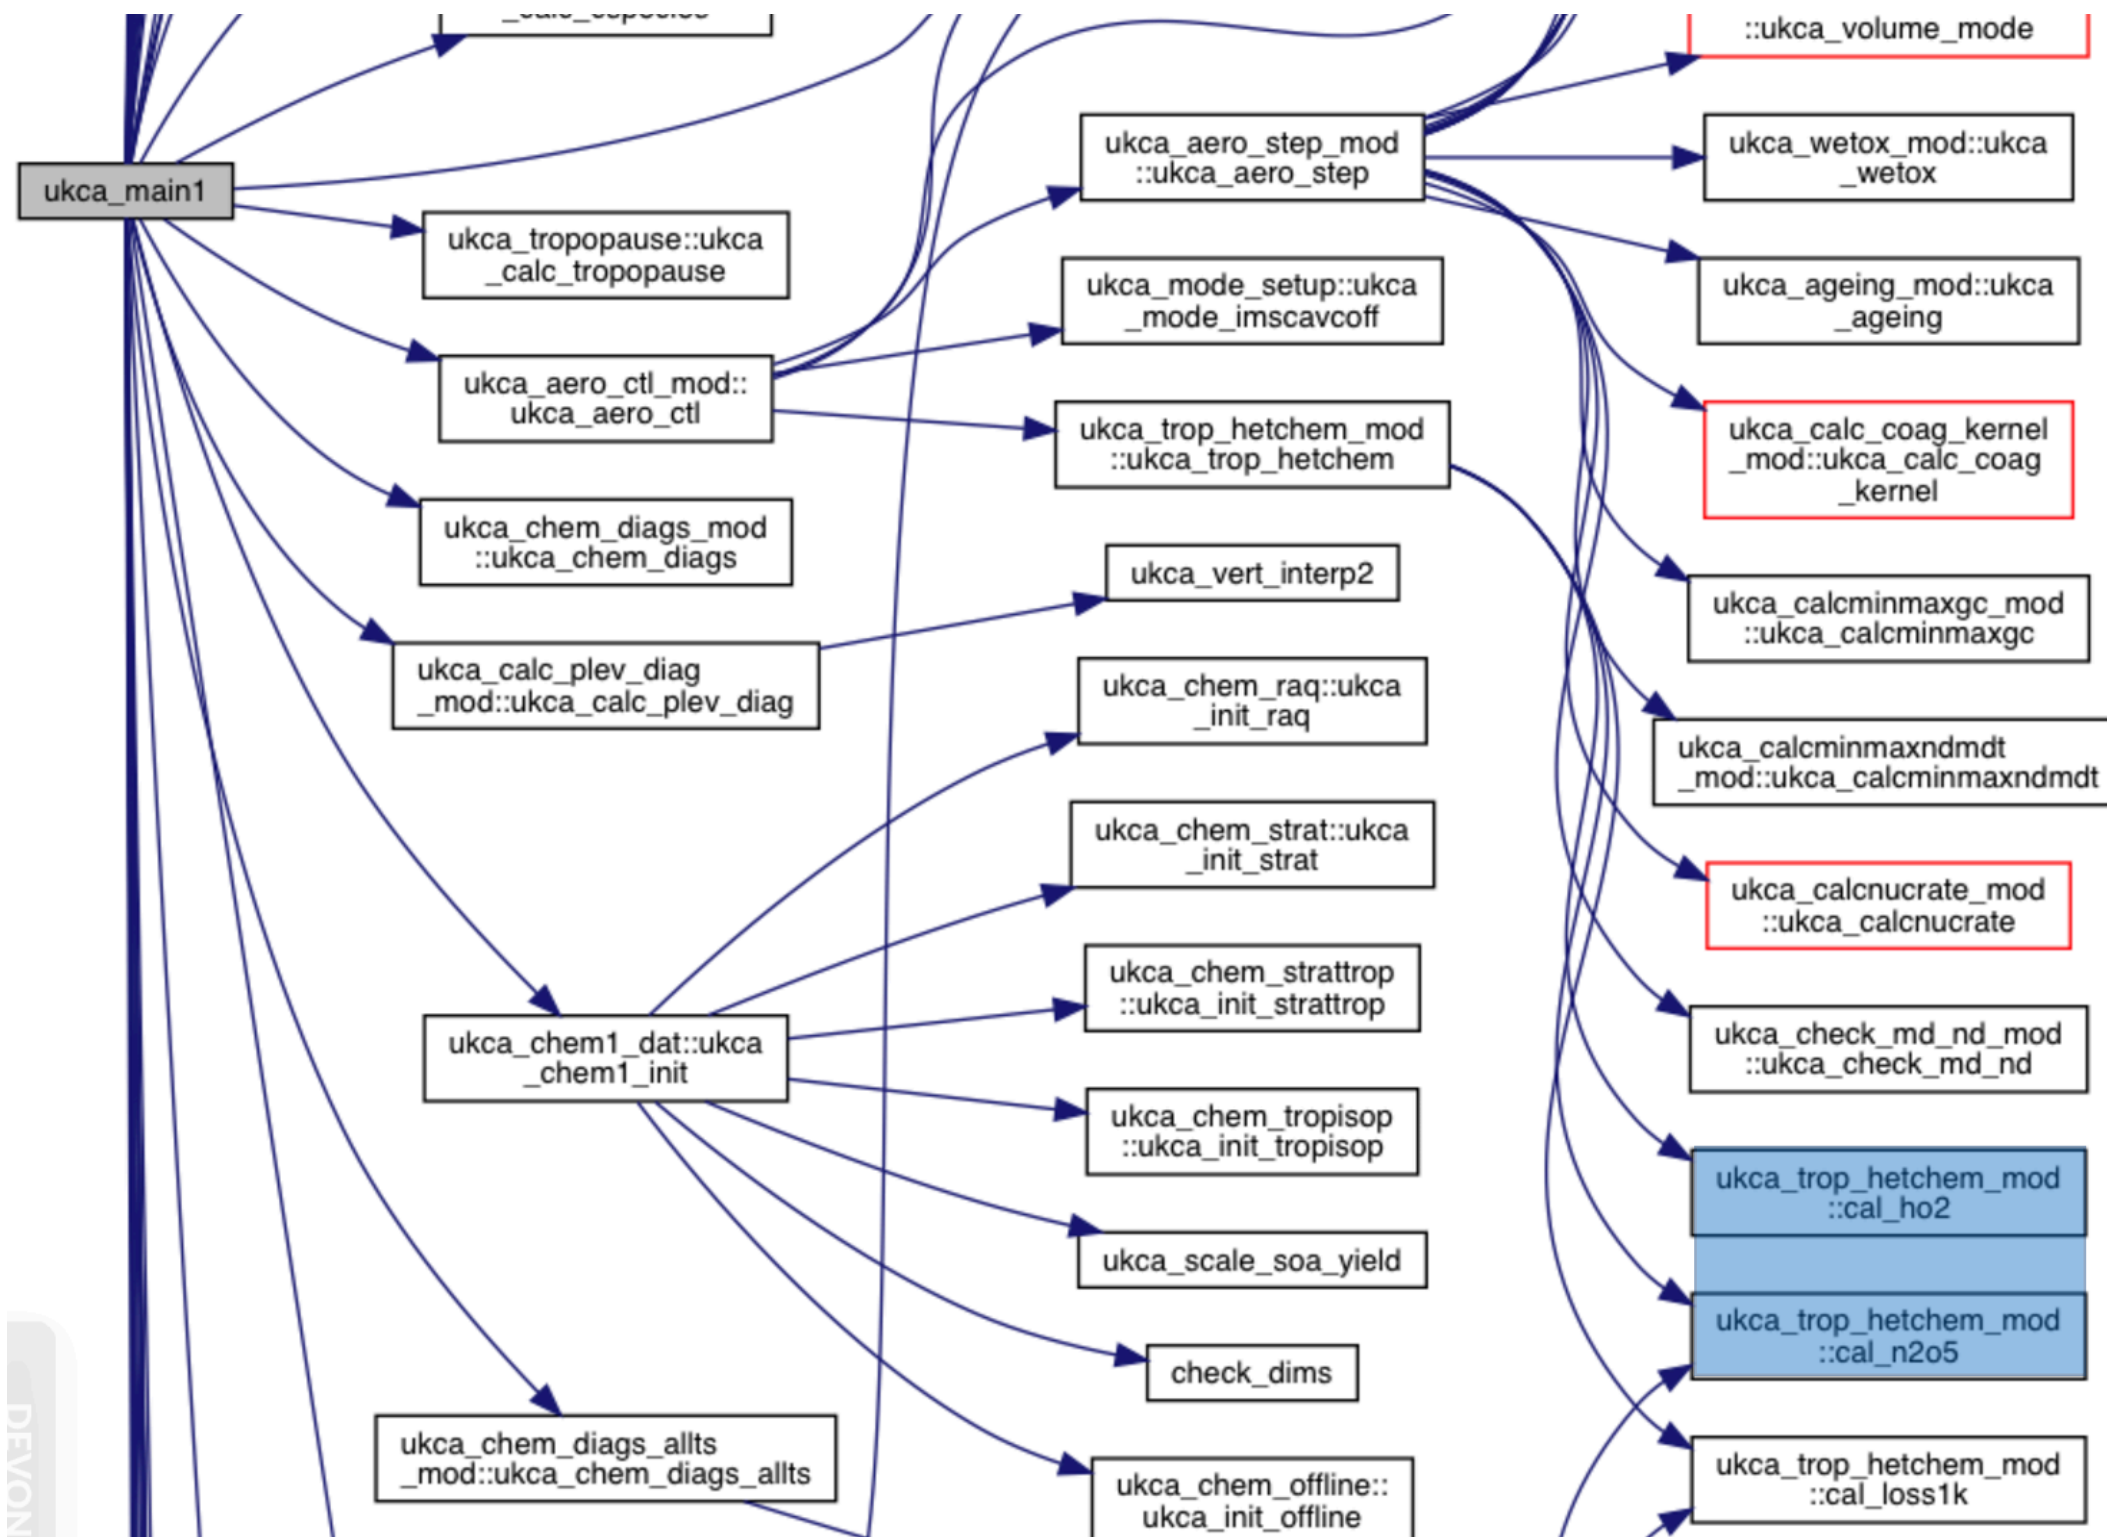 ::ukca_volume_mode
ukca_main1
ukca_tropopause::ukca
_calc_tropopause
ukca_aero_ctl_mod::
ukca_aero_ctl
ukca_chem_diags_mod
::ukca_chem_diags
ukca_calc_plev_diag
_mod::ukca_calc_plev_diag
ukca_chem1_dat::ukca
_chem1_init
ukca_chem_diags_allts
_mod::ukca_chem_diags_allts
ukca_aero_step_mod
::ukca_aero_step
ukca_mode_setup::ukca
_mode_imscavcoff
ukca_trop_hetchem_mod
::ukca_trop_hetchem
ukca_vert_interp2
ukca_chem_raq::ukca
_init_raq
ukca_chem_strat::ukca
_init_strat
ukca_chem_strattrop
::ukca_init_strattrop
ukca_chem_tropisop
::ukca_init_tropisop
ukca_scale_soa_yield
check_dims
ukca_chem_offline::
ukca_init_offline
ukca_wetox_mod::ukca
_wetox
ukca_ageing_mod::ukca
_ageing
ukca_calc_coag_kernel
_mod::ukca_calc_coag
_kernel
ukca_calcminmaxgc_mod
::ukca_calcminmaxgc
ukca_calcminmaxndmdt
_mod::ukca_calcminmaxndmdt
ukca_calcnucrate_mod
::ukca_calcnucrate
ukca_check_md_nd_mod
::ukca_check_md_nd
ukca_trop_hetchem_mod
::cal_ho2
ukca_trop_hetchem_mod
::cal_n2o5
ukca_trop_hetchem_mod
::cal_loss1k